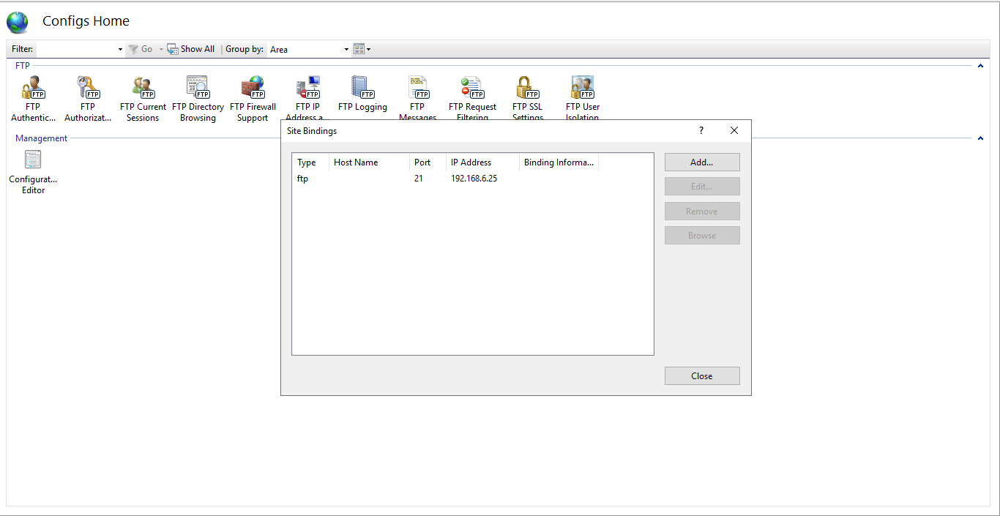 Configs Home
Filter:
Go
Show All
Group by:
Area
FTP
FTP
Authentic...
FTP
Authorizat...
FTP Current
Sessions
FTP Directory
Browsing
FTP Firewall
Support
FTP IP
Address a...
FTP Logging
FTP
Messages
FTP Request
Filtering
FTP SSL
Settings
FTP User
Isolation
FTP
FTP
FTP
FTP
FTP
FTP
FTP
FTP
FTP
FTP
FTP
Management
Configurat...
Editor
Site Bindings
?
Type Host Name Port IP Address Binding Informa...
ftp 21 192.168.6.25
Add...
Edit...
Remove
Browse
Close